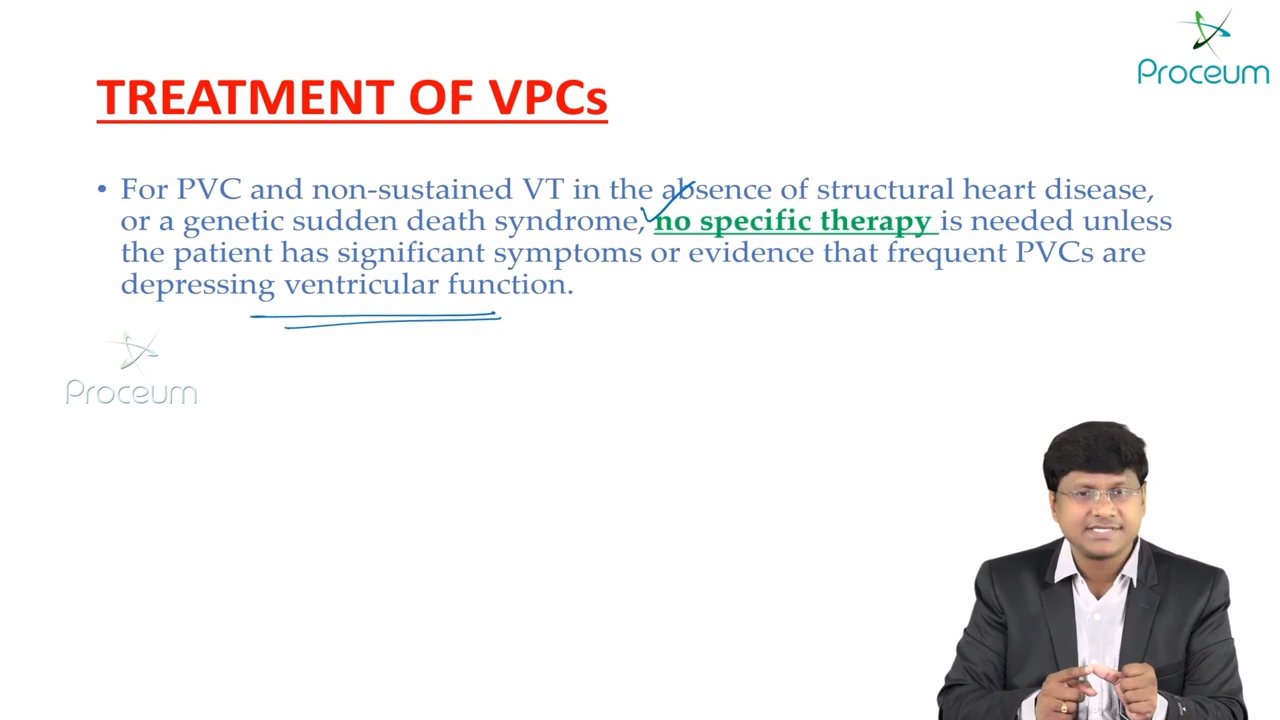 Proceum
TREATMENT OF VPCs
• For PVC and non-sustained VT in the absence of structural heart disease,
or a genetic sudden death syndrome, no specific therapy is needed unless
the patient has significant symptoms or evidence that frequent PVCs are
depressing ventricular function.
Proceum